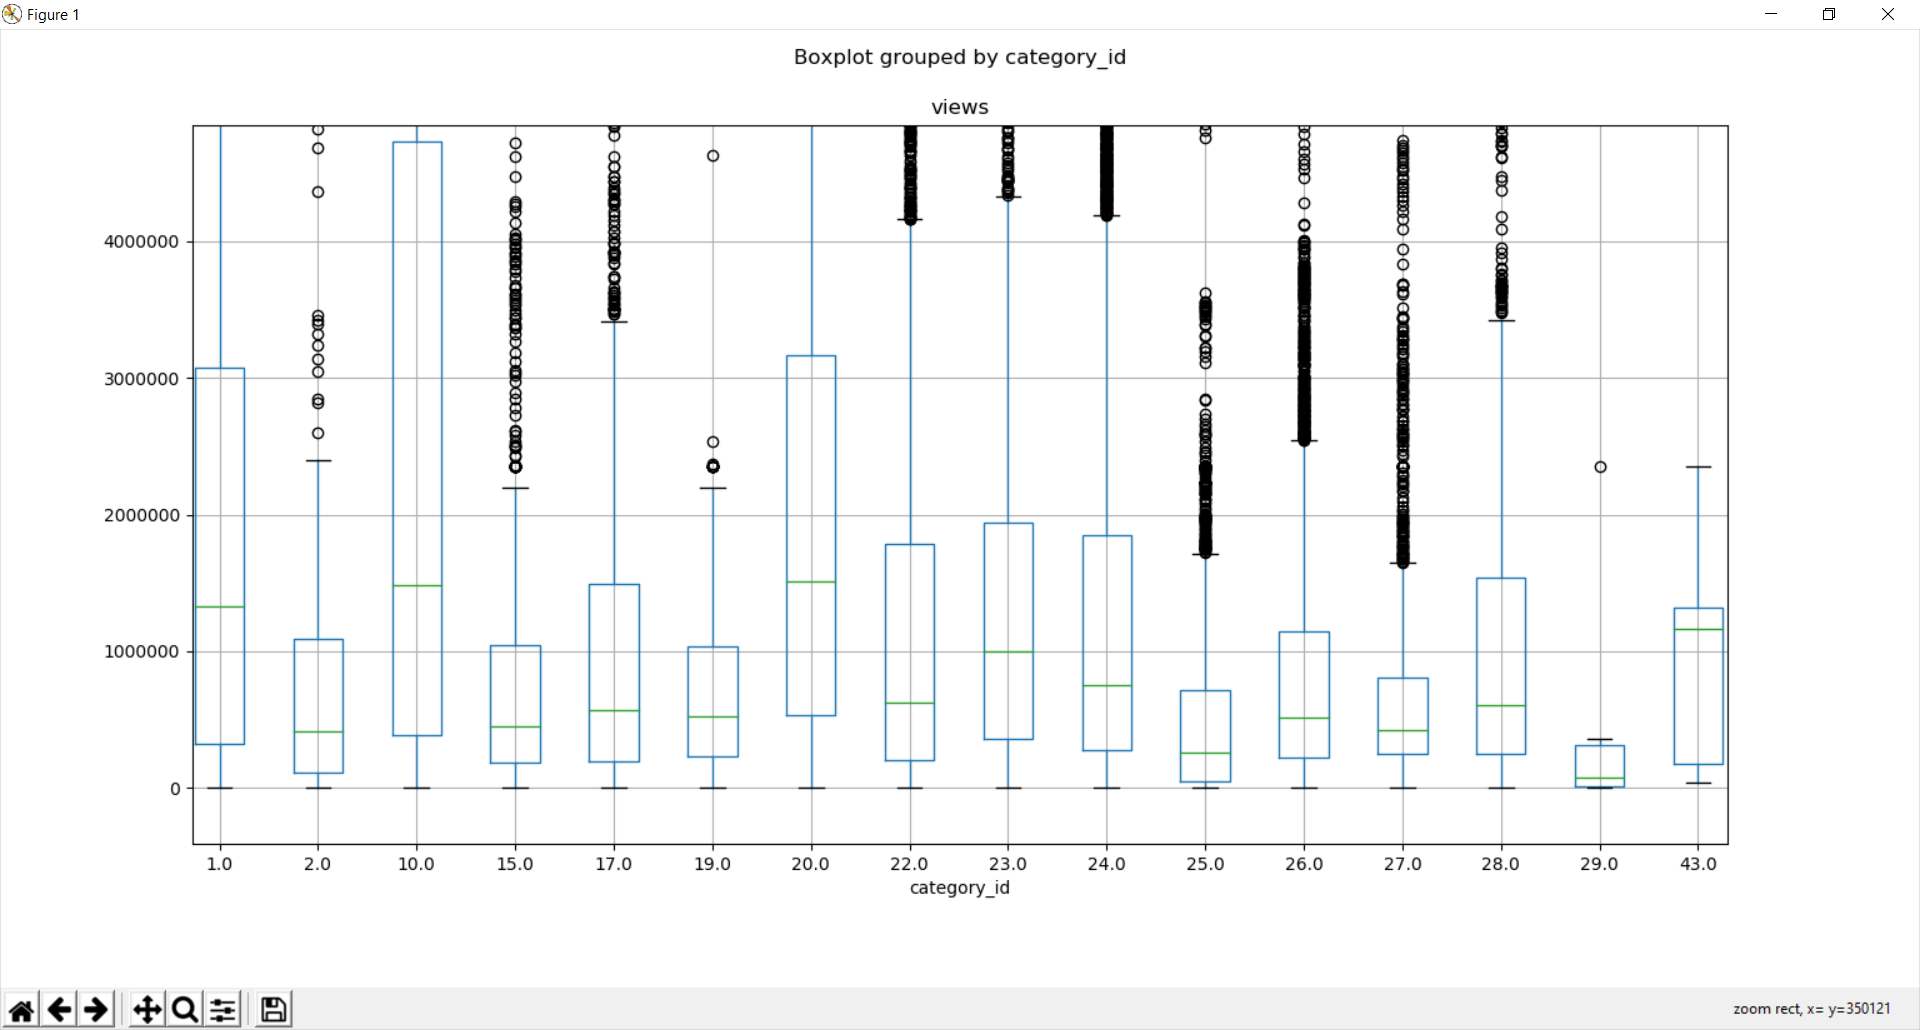 Figure 1
Boxplot grouped by category_id
views
4000000
3000000
2000000
1000000
0
1.0 2.0 10.0 15.0 17.0 19.0 20.0 22.0 23.0 24.0 25.0 26.0 27.0 28.0 29.0 43.0
category_id
zoom rect, x= y=350121